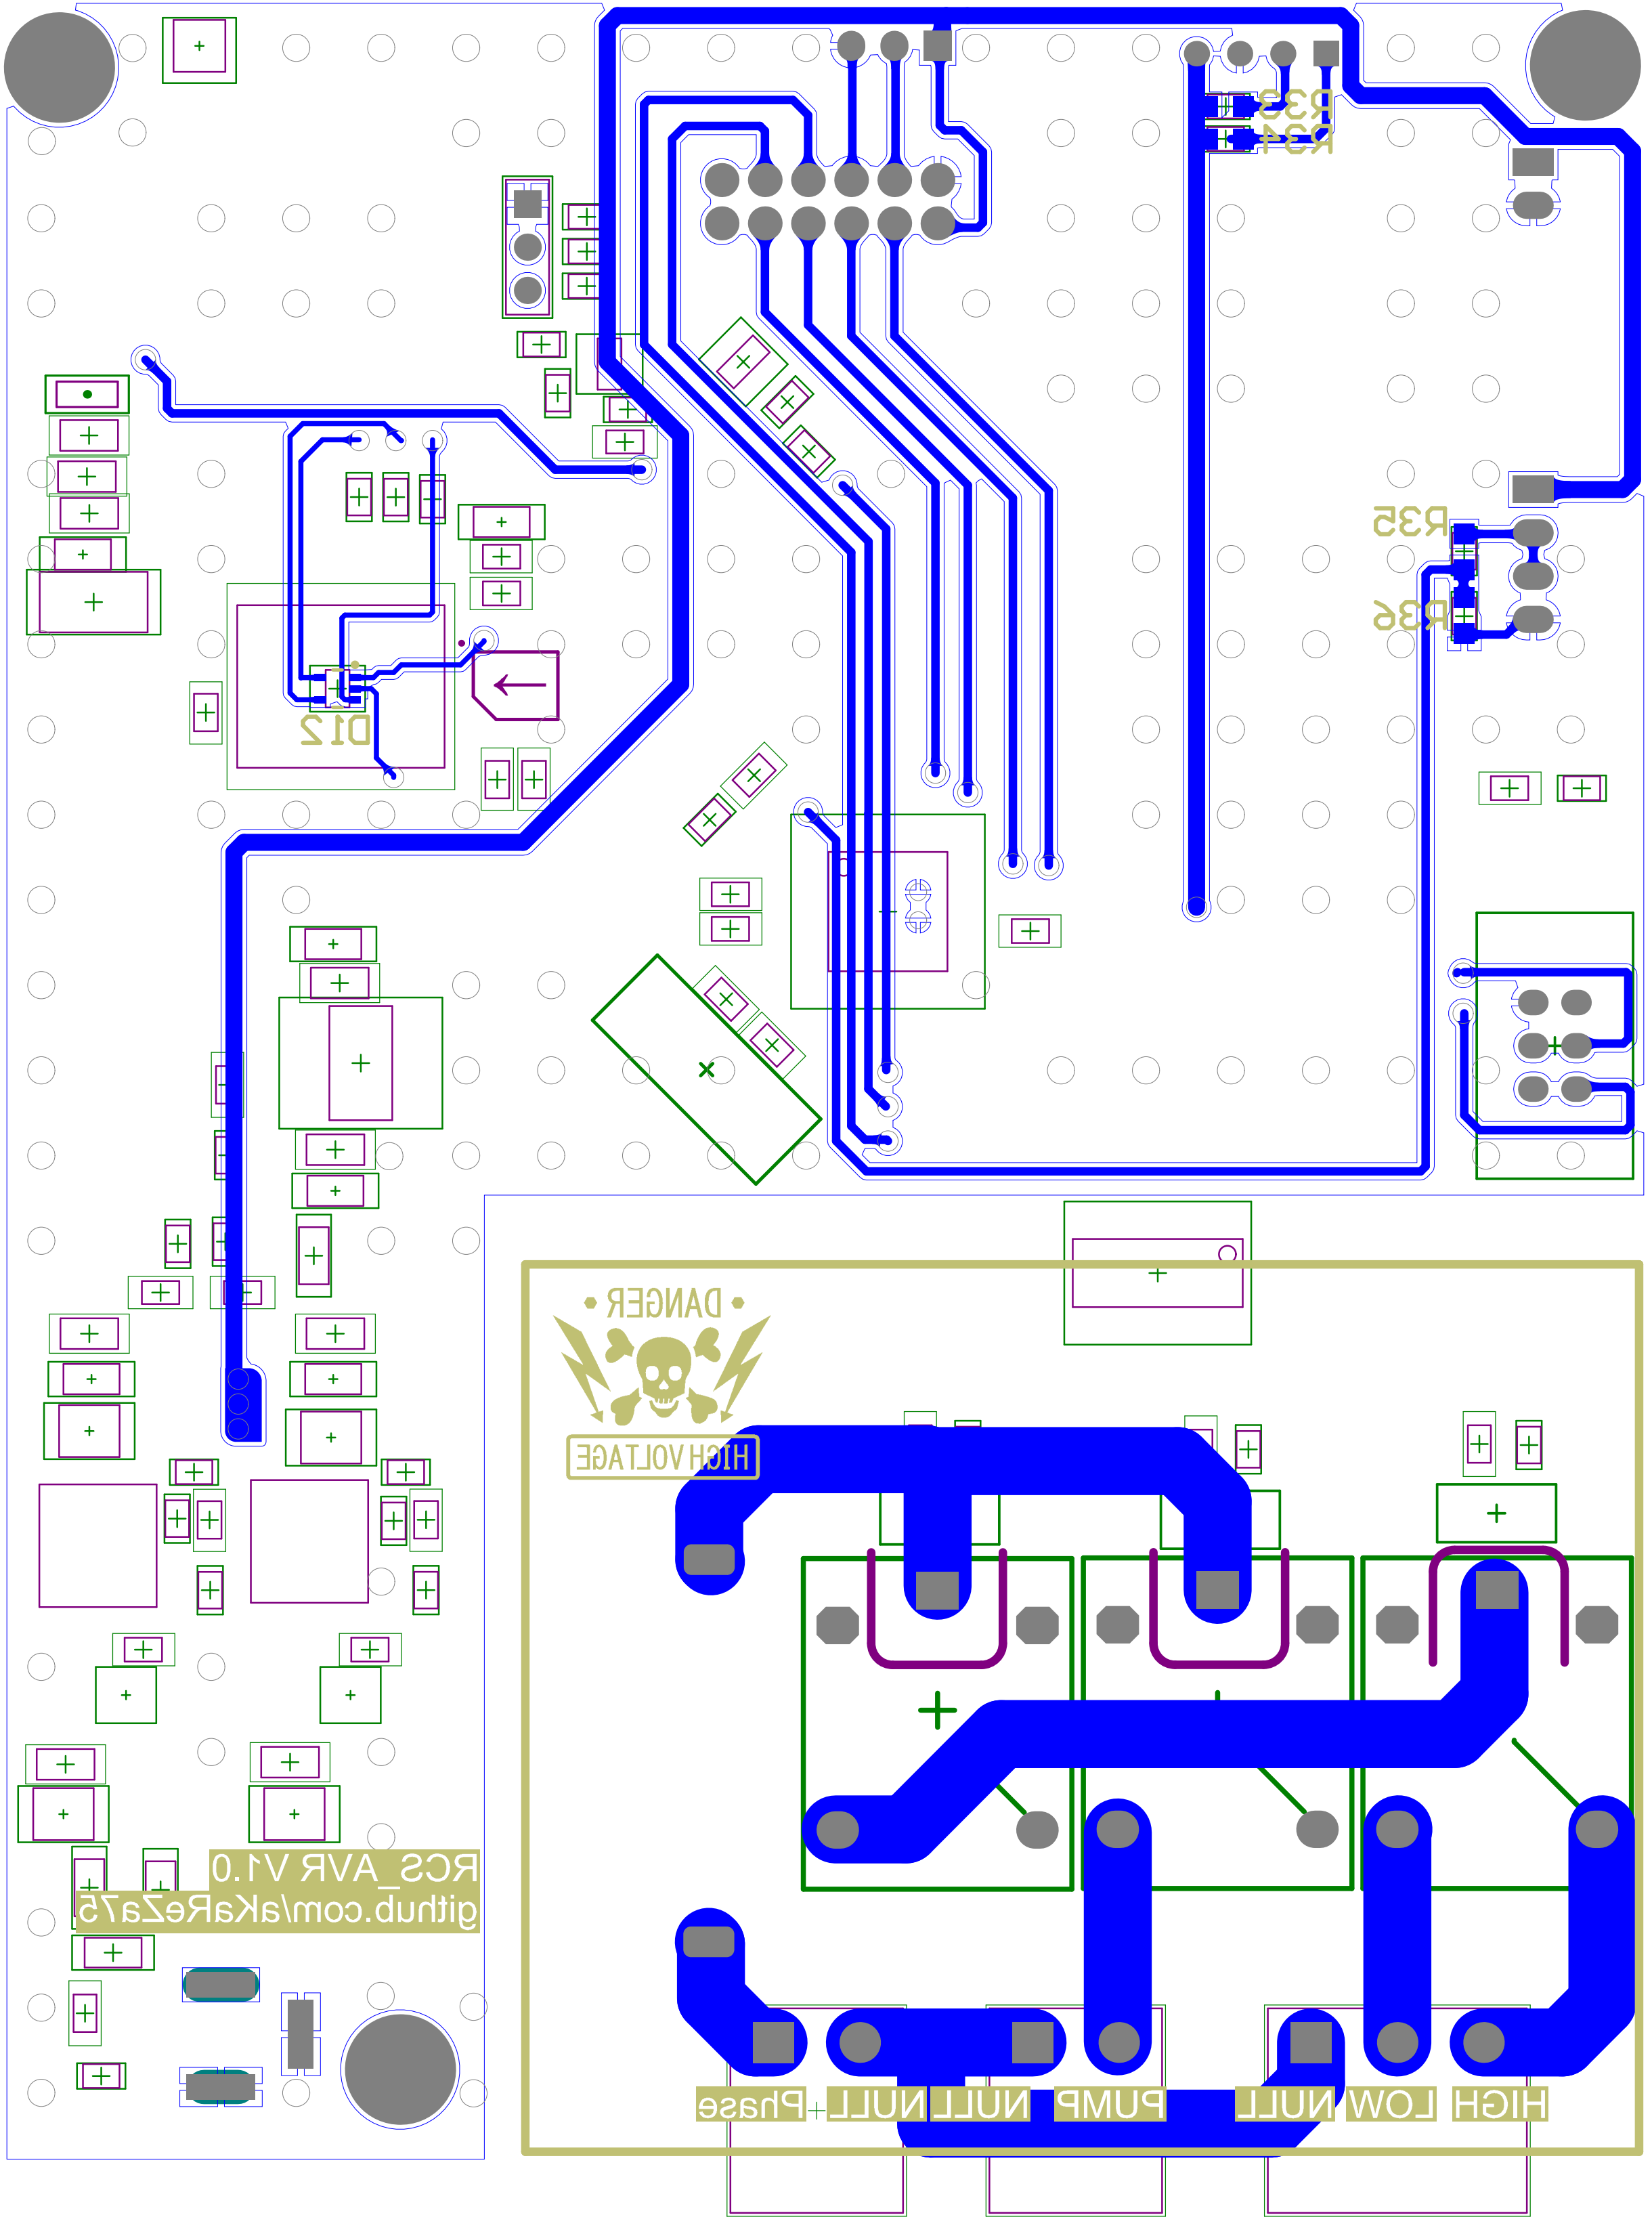 R33
R34
R35
R36
D12
DANGER
HIGH VOLTAGE
RCS_AVR V1.0
github.com/aKaReZa75
Phase
NULL
NULL
PUMP
NULL
LOW
HIGH